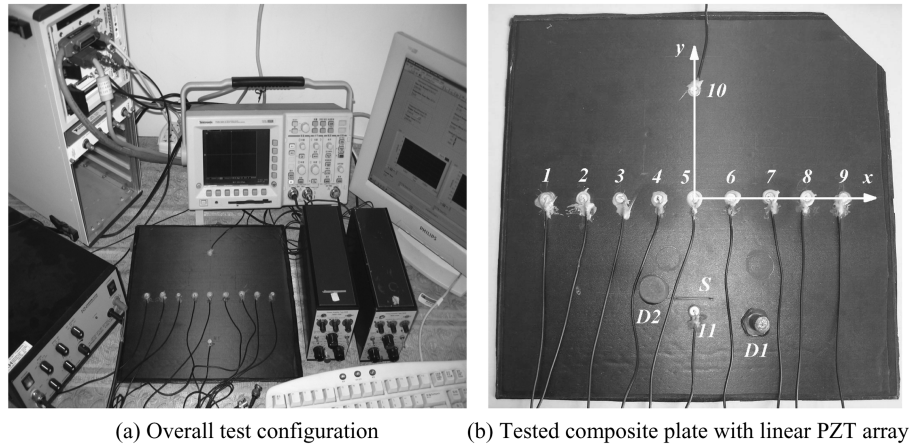 Tektronix
PHILIPS
y
10
1 2 3 4 5 6 7 8 9 x
S
D2 11 D1
(a) Overall test configuration
(b) Tested composite plate with linear PZT array